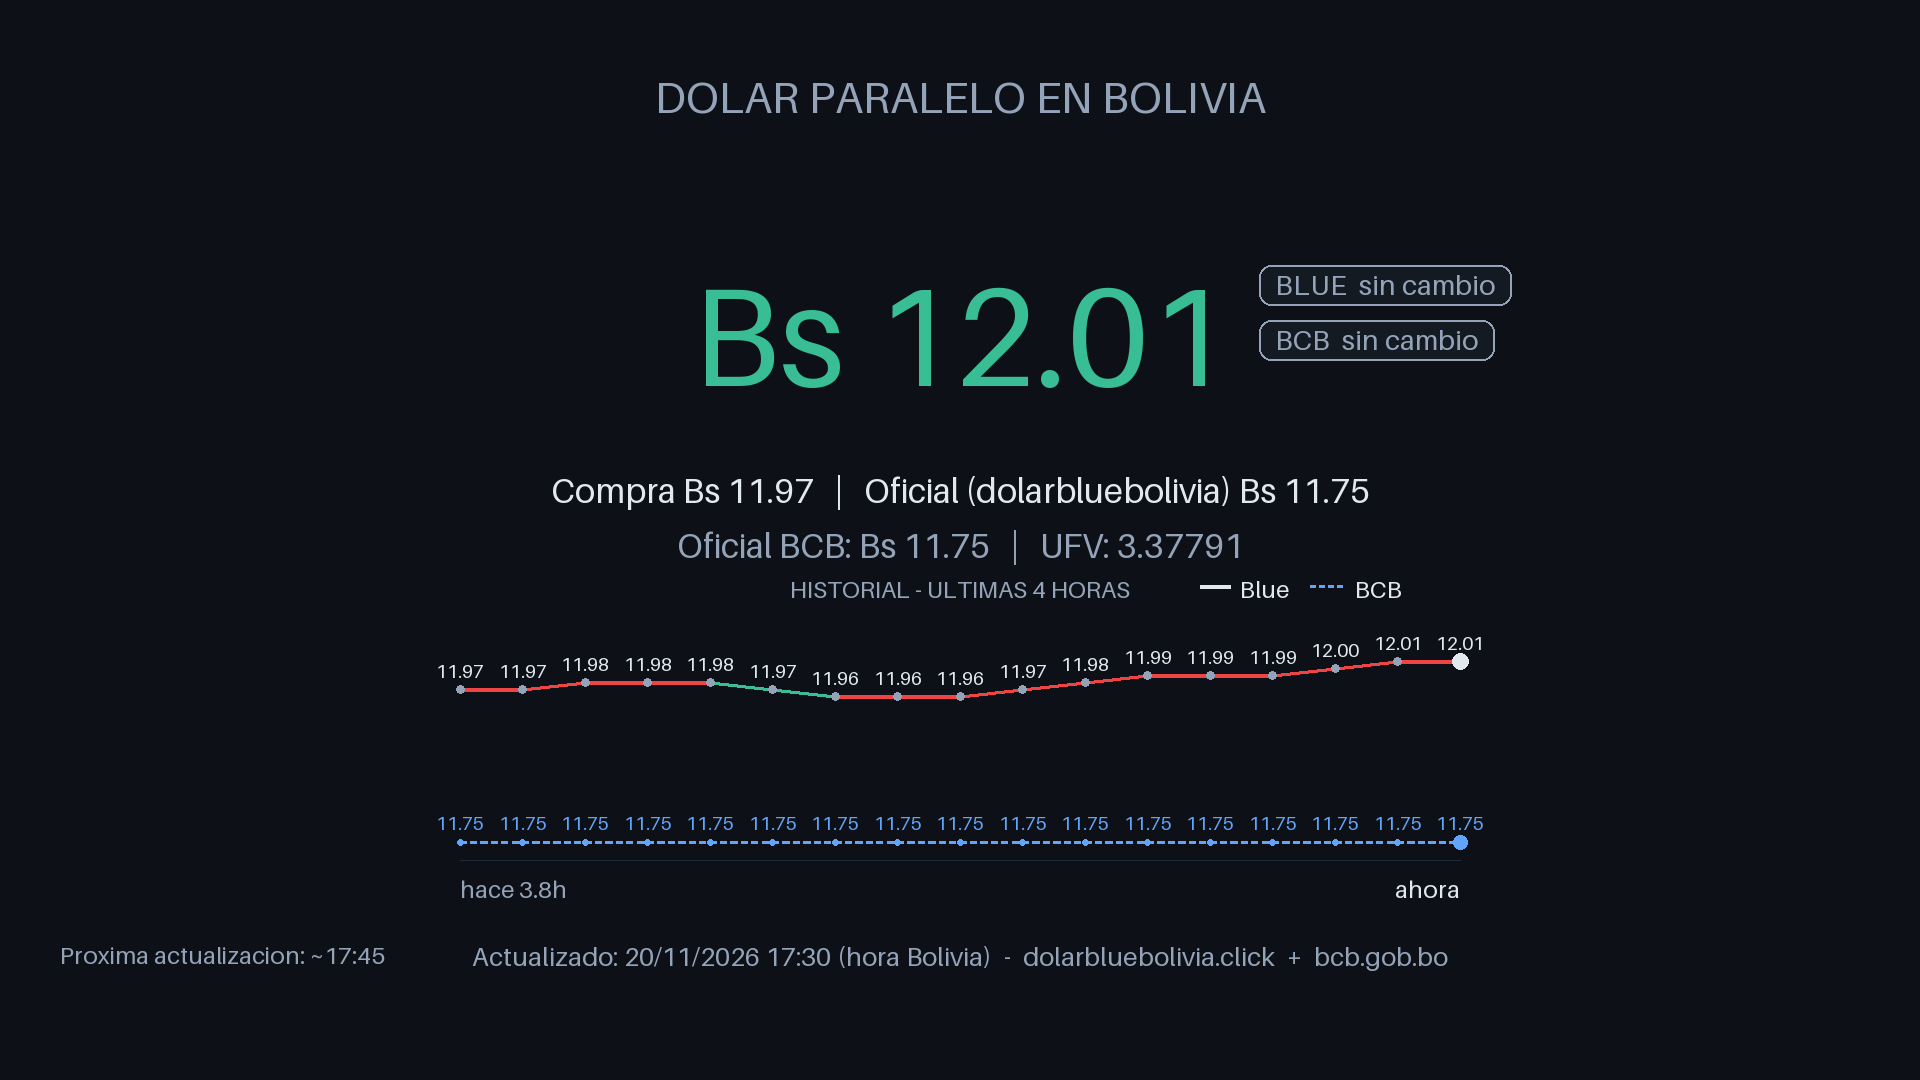 DOLAR PARALELO EN BOLIVIA
Bs 12.01
BLUE sin cambio
BCB sin cambio
Compra Bs 11.97 | Oficial (dolarbluebolivia) Bs 11.75
Oficial BCB: Bs 11.75 | UFV: 3.37791
HISTORIAL - ULTIMAS 4 HORAS
Blue
BCB
11.97 11.97 11.98 11.98 11.98 11.97 11.96 11.96 11.96 11.97 11.98 11.99 11.99 11.99 12.00 12.01 12.01
11.75 11.75 11.75 11.75 11.75 11.75 11.75 11.75 11.75 11.75 11.75 11.75 11.75 11.75 11.75 11.75 11.75
hace 3.8h
ahora
Proxima actualizacion: ~17:45
Actualizado: 20/11/2026 17:30 (hora Bolivia) - dolarbluebolivia.click + bcb.gob.bo